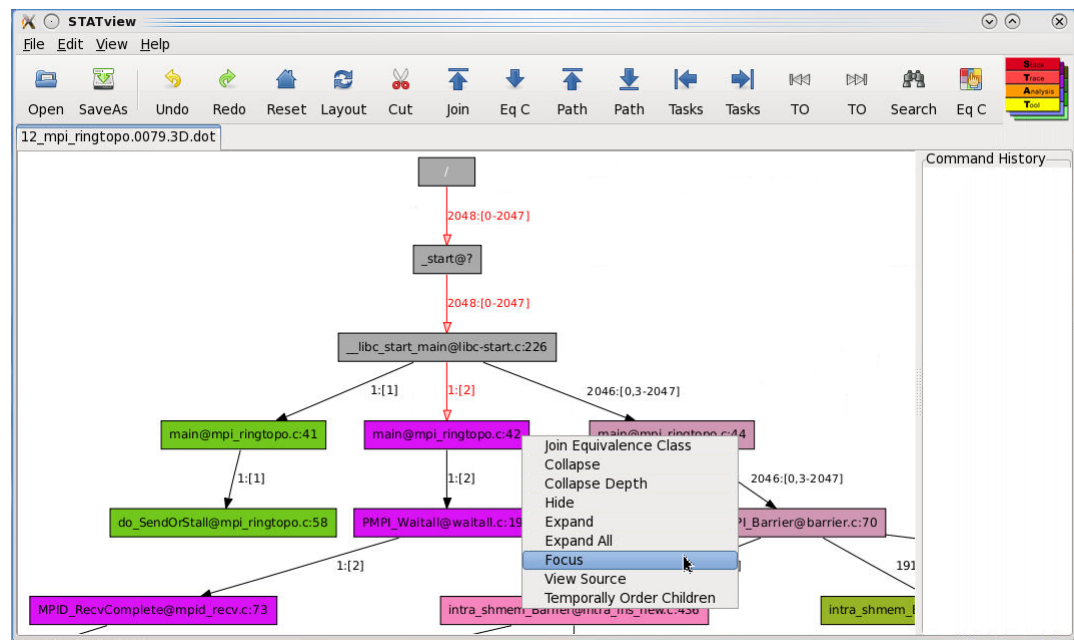 STATview
File Edit View Help
Open SaveAs Undo Redo Reset Layout Cut Join Eq C Path Path Tasks Tasks TO TO Search Eq C
Stack
Trace
Analysis
Tool
12_mpi_ringtopo.0079.3D.dot
Command History
/
2048:[0-2047]
_start@?
2048:[0-2047]
__libc_start_main@libc-start.c:226
1:[1] 1:[2] 2046:[0,3-2047]
main@mpi_ringtopo.c:41 main@mpi_ringtopo.c:42 main@mpi_ringtopo.c:44
Join Equivalence Class
Collapse
Collapse Depth
Hide
Expand
Expand All
Focus
View Source
Temporally Order Children
1:[1] 1:[2] 2046:[0,3-2047]
do_SendOrStall@mpi_ringtopo.c:58 PMPI_Waitall@waitall.c:19 PI_Barrier@barrier.c:70
1:[2] 191
MPID_RecvComplete@mpid_recv.c:73 intra_shmem_Barrier@intra_fns_new.c:436 intra_shmem_B